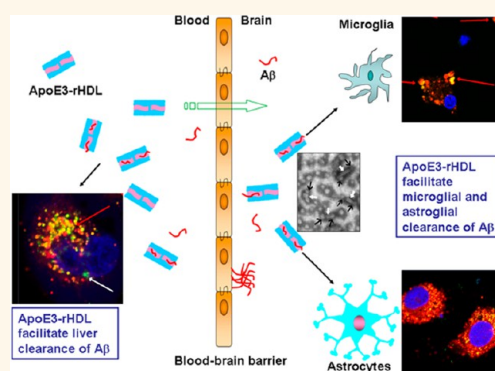 Blood Brain
Microglia
Aβ
ApoE3-rHDL
ApoE3-rHDL
facilitate
microglial and
astroglial
clearance of Aβ
ApoE3-rHDL
facilitate liver
clearance of Aβ
Blood-brain barrier
Astrocytes